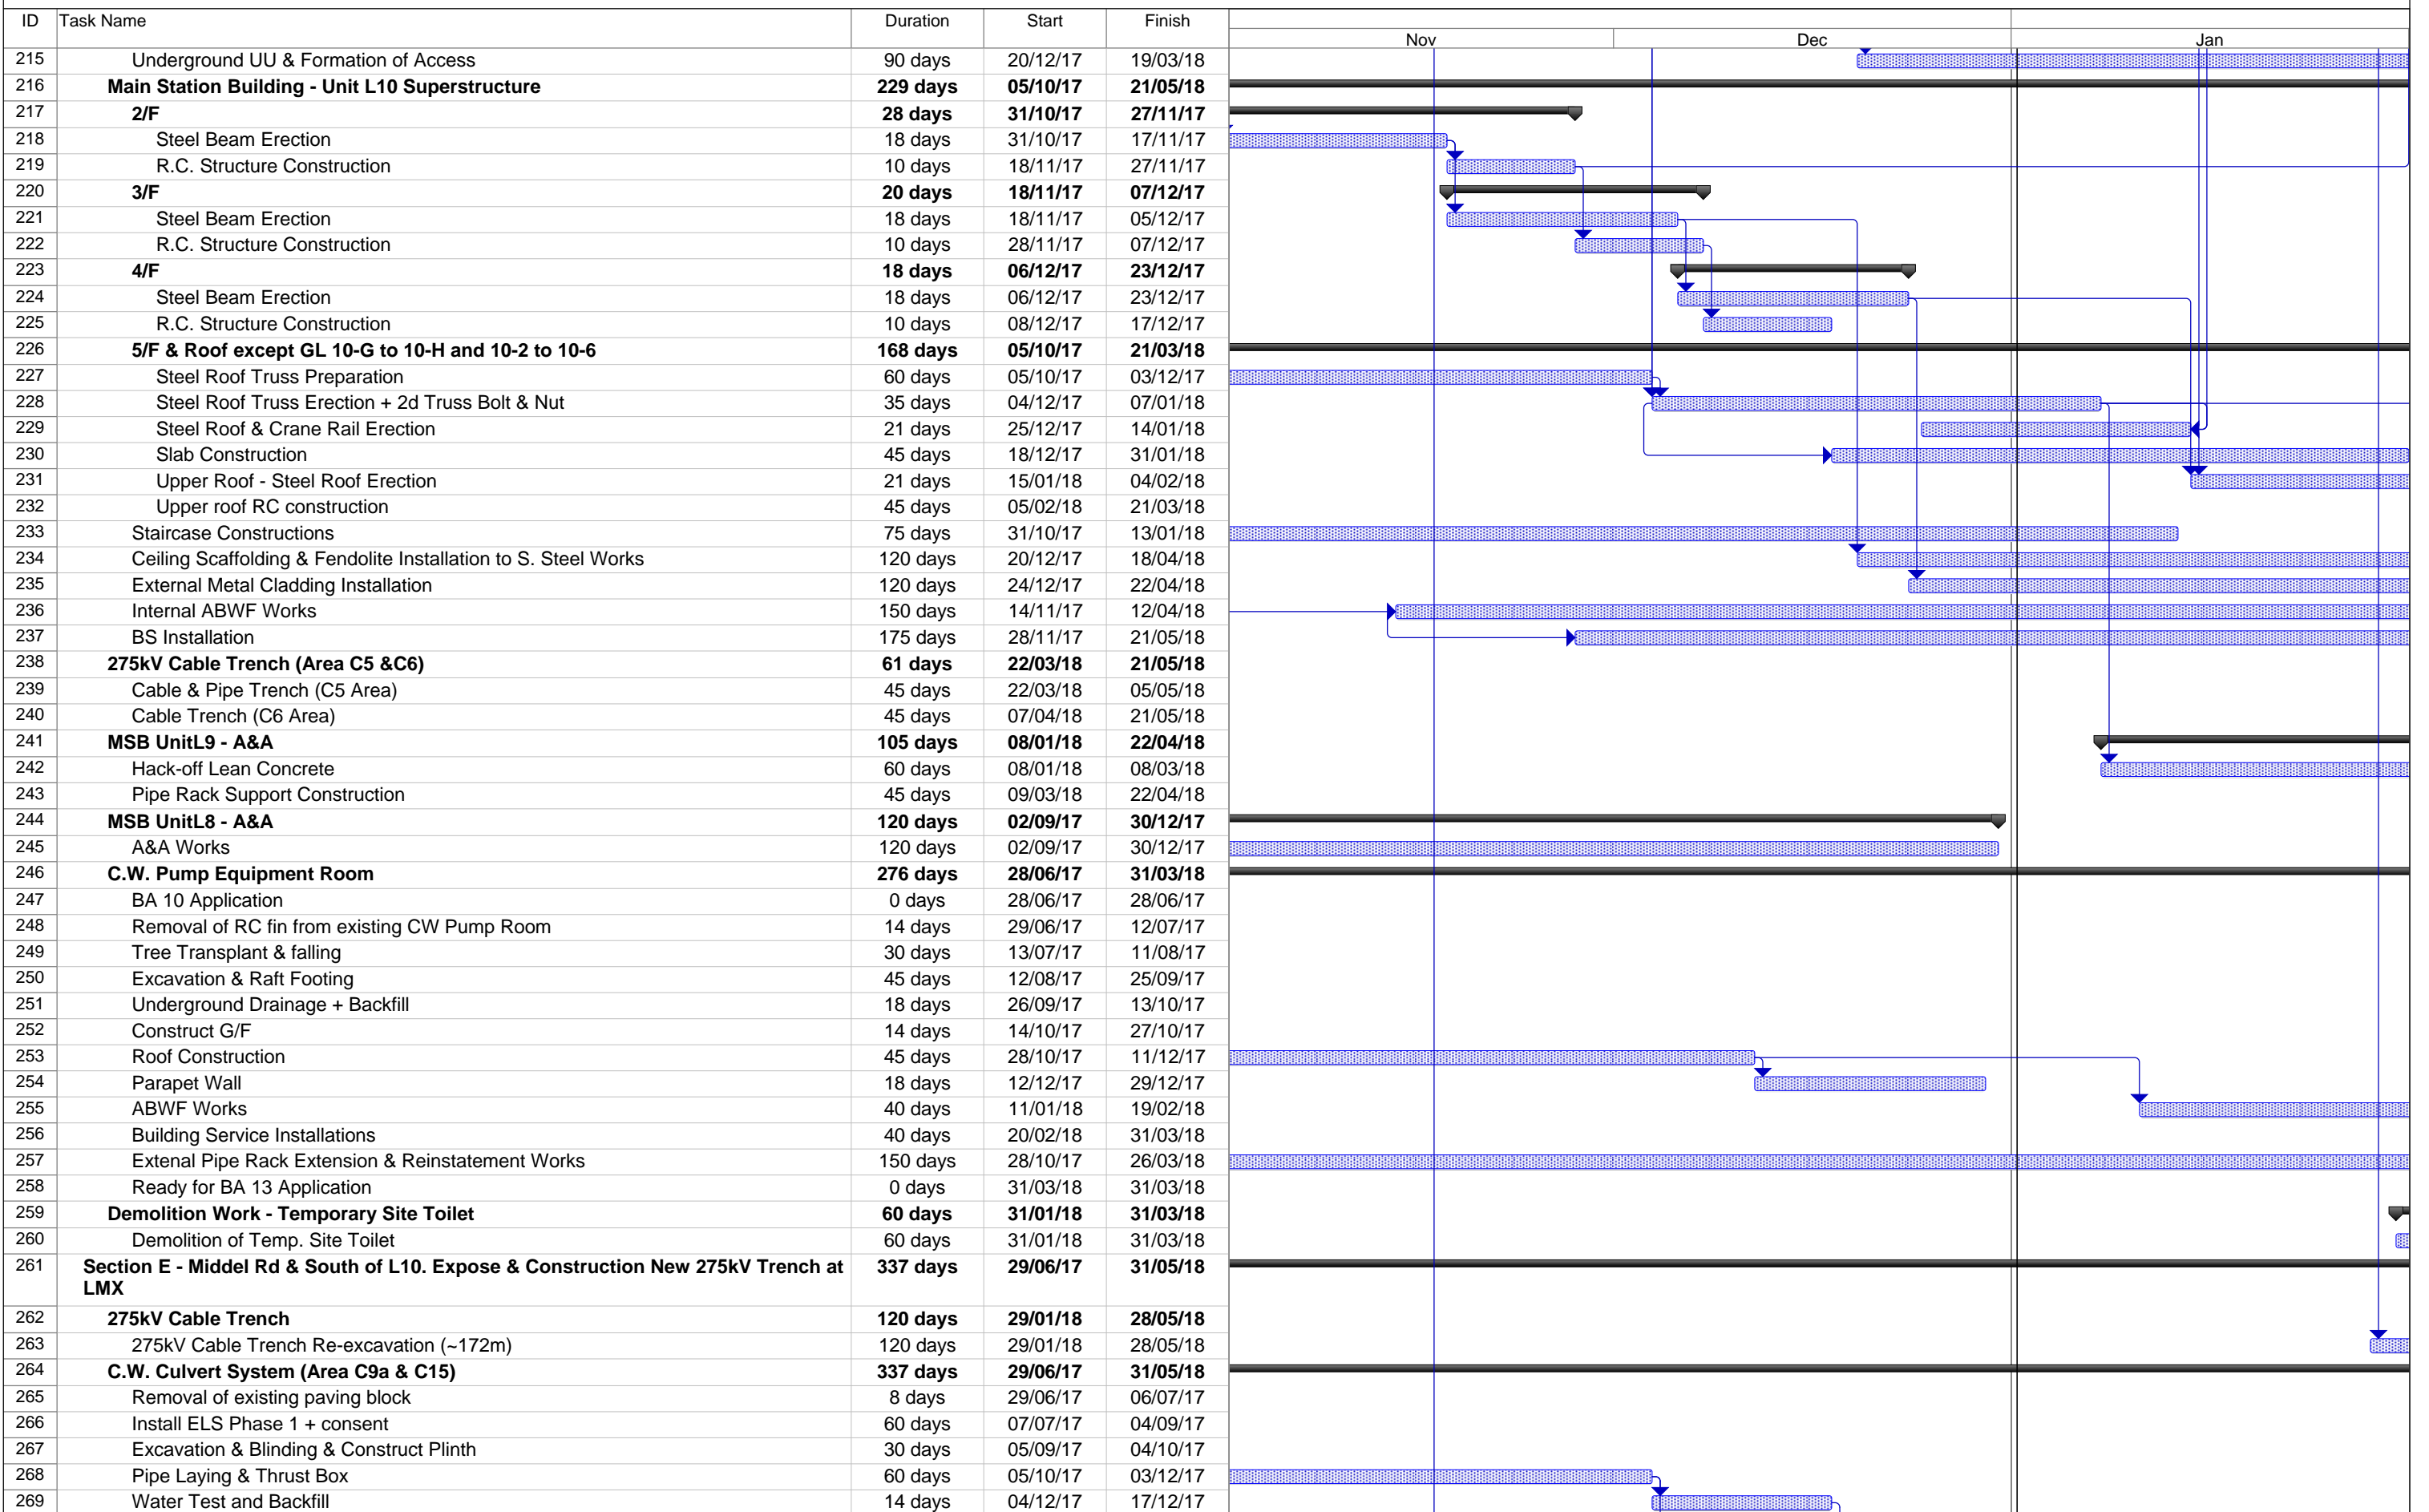 ID Task Name Duration Start Finish
Nov Dec Jan
215 Underground UU & Formation of Access 90 days 20/12/17 19/03/18
216 Main Station Building - Unit L10 Superstructure 229 days 05/10/17 21/05/18
217 2/F 28 days 31/10/17 27/11/17
218 Steel Beam Erection 18 days 31/10/17 17/11/17
219 R.C. Structure Construction 10 days 18/11/17 27/11/17
220 3/F 20 days 18/11/17 07/12/17
221 Steel Beam Erection 18 days 18/11/17 05/12/17
222 R.C. Structure Construction 10 days 28/11/17 07/12/17
223 4/F 18 days 06/12/17 23/12/17
224 Steel Beam Erection 18 days 06/12/17 23/12/17
225 R.C. Structure Construction 10 days 08/12/17 17/12/17
226 5/F & Roof except GL 10-G to 10-H and 10-2 to 10-6 168 days 05/10/17 21/03/18
227 Steel Roof Truss Preparation 60 days 05/10/17 03/12/17
228 Steel Roof Truss Erection + 2d Truss Bolt & Nut 35 days 04/12/17 07/01/18
229 Steel Roof & Crane Rail Erection 21 days 25/12/17 14/01/18
230 Slab Construction 45 days 18/12/17 31/01/18
231 Upper Roof - Steel Roof Erection 21 days 15/01/18 04/02/18
232 Upper roof RC construction 45 days 05/02/18 21/03/18
233 Staircase Constructions 75 days 31/10/17 13/01/18
234 Ceiling Scaffolding & Fendolite Installation to S. Steel Works 120 days 20/12/17 18/04/18
235 External Metal Cladding Installation 120 days 24/12/17 22/04/18
236 Internal ABWF Works 150 days 14/11/17 12/04/18
237 BS Installation 175 days 28/11/17 21/05/18
238 275kV Cable Trench (Area C5 &C6) 61 days 22/03/18 21/05/18
239 Cable & Pipe Trench (C5 Area) 45 days 22/03/18 05/05/18
240 Cable Trench (C6 Area) 45 days 07/04/18 21/05/18
241 MSB UnitL9 - A&A 105 days 08/01/18 22/04/18
242 Hack-off Lean Concrete 60 days 08/01/18 08/03/18
243 Pipe Rack Support Construction 45 days 09/03/18 22/04/18
244 MSB UnitL8 - A&A 120 days 02/09/17 30/12/17
245 A&A Works 120 days 02/09/17 30/12/17
246 C.W. Pump Equipment Room 276 days 28/06/17 31/03/18
247 BA 10 Application 0 days 28/06/17 28/06/17
248 Removal of RC fin from existing CW Pump Room 14 days 29/06/17 12/07/17
249 Tree Transplant & falling 30 days 13/07/17 11/08/17
250 Excavation & Raft Footing 45 days 12/08/17 25/09/17
251 Underground Drainage + Backfill 18 days 26/09/17 13/10/17
252 Construct G/F 14 days 14/10/17 27/10/17
253 Roof Construction 45 days 28/10/17 11/12/17
254 Parapet Wall 18 days 12/12/17 29/12/17
255 ABWF Works 40 days 11/01/18 19/02/18
256 Building Service Installations 40 days 20/02/18 31/03/18
257 Extenal Pipe Rack Extension & Reinstatement Works 150 days 28/10/17 26/03/18
258 Ready for BA 13 Application 0 days 31/03/18 31/03/18
259 Demolition Work - Temporary Site Toilet 60 days 31/01/18 31/03/18
260 Demolition of Temp. Site Toilet 60 days 31/01/18 31/03/18
261 Section E - Middel Rd & South of L10. Expose & Construction New 275kV Trench at 337 days 29/06/17 31/05/18
LMX
262 275kV Cable Trench 120 days 29/01/18 28/05/18
263 275kV Cable Trench Re-excavation (~172m) 120 days 29/01/18 28/05/18
264 C.W. Culvert System (Area C9a & C15) 337 days 29/06/17 31/05/18
265 Removal of existing paving block 8 days 29/06/17 06/07/17
266 Install ELS Phase 1 + consent 60 days 07/07/17 04/09/17
267 Excavation & Blinding & Construct Plinth 30 days 05/09/17 04/10/17
268 Pipe Laying & Thrust Box 60 days 05/10/17 03/12/17
269 Water Test and Backfill 14 days 04/12/17 17/12/17